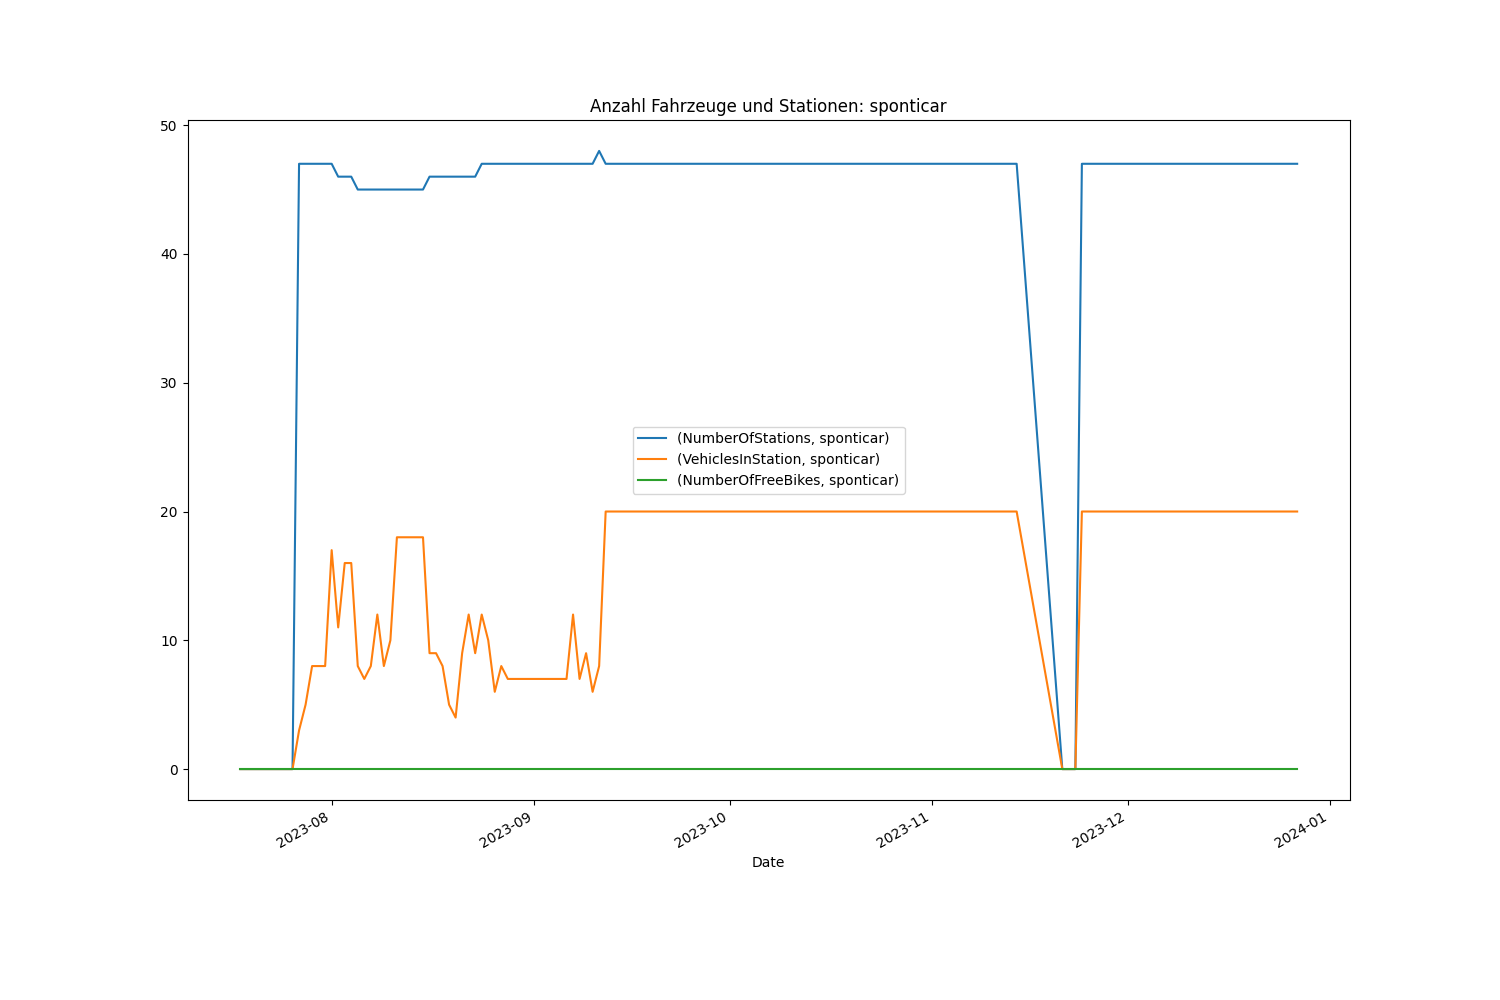 Anzahl Fahrzeuge und Stationen: sponticar
50
40
30
20
10
0
(NumberOfStations, sponticar)
(VehiclesInStation, sponticar)
(NumberOfFreeBikes, sponticar)
2023-08
2023-09
2023-10
2023-11
2023-12
2024-01
Date